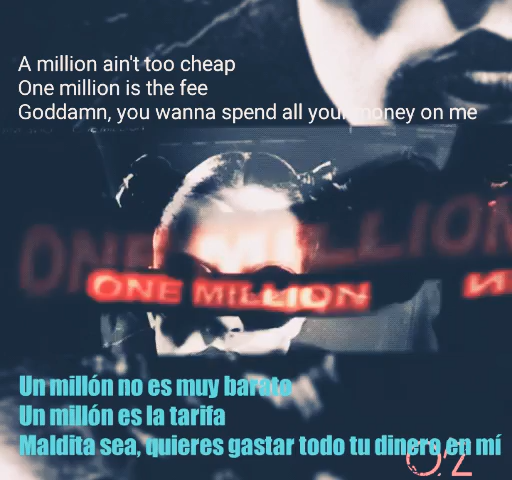 A million ain't too cheap
One million is the fee
Goddamn, you wanna spend all your money on me
ONE MILLION
ONE MILLION
Un millón no es muy barato
Un millón es la tarifa
Maldita sea, quieres gastar todo tu dinero en mí